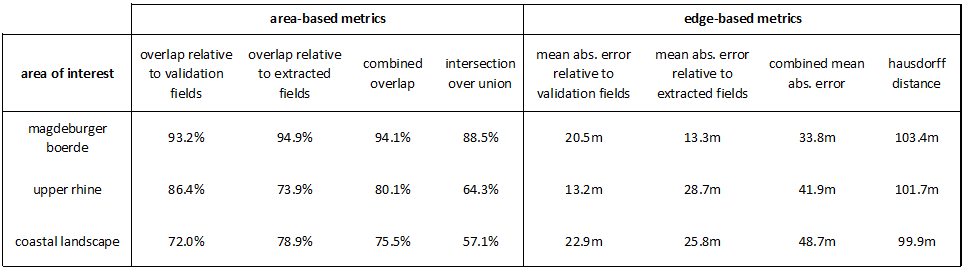 area-based metrics edge-based metrics
area of interest overlap relative to validation fields overlap relative to extracted fields combined overlap intersection over union mean abs. error relative to validation fields mean abs. error relative to extracted fields combined mean abs. error hausdorff distance
magdeburger boerde 93.2% 94.9% 94.1% 88.5% 20.5m 13.3m 33.8m 103.4m
upper rhine 86.4% 73.9% 80.1% 64.3% 13.2m 28.7m 41.9m 101.7m
coastal landscape 72.0% 78.9% 75.5% 57.1% 22.9m 25.8m 48.7m 99.9m